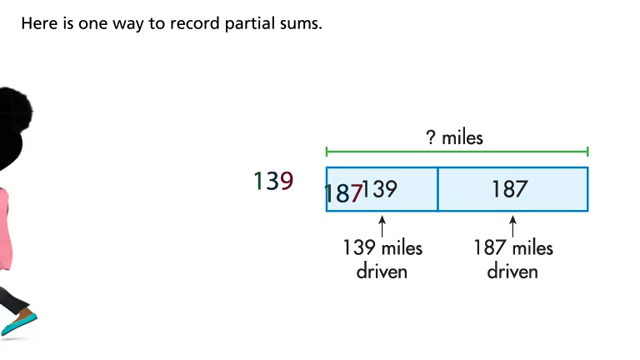 Here is one way to record partial sums.
? miles
139
187
139
187
139 miles
driven
187 miles
driven